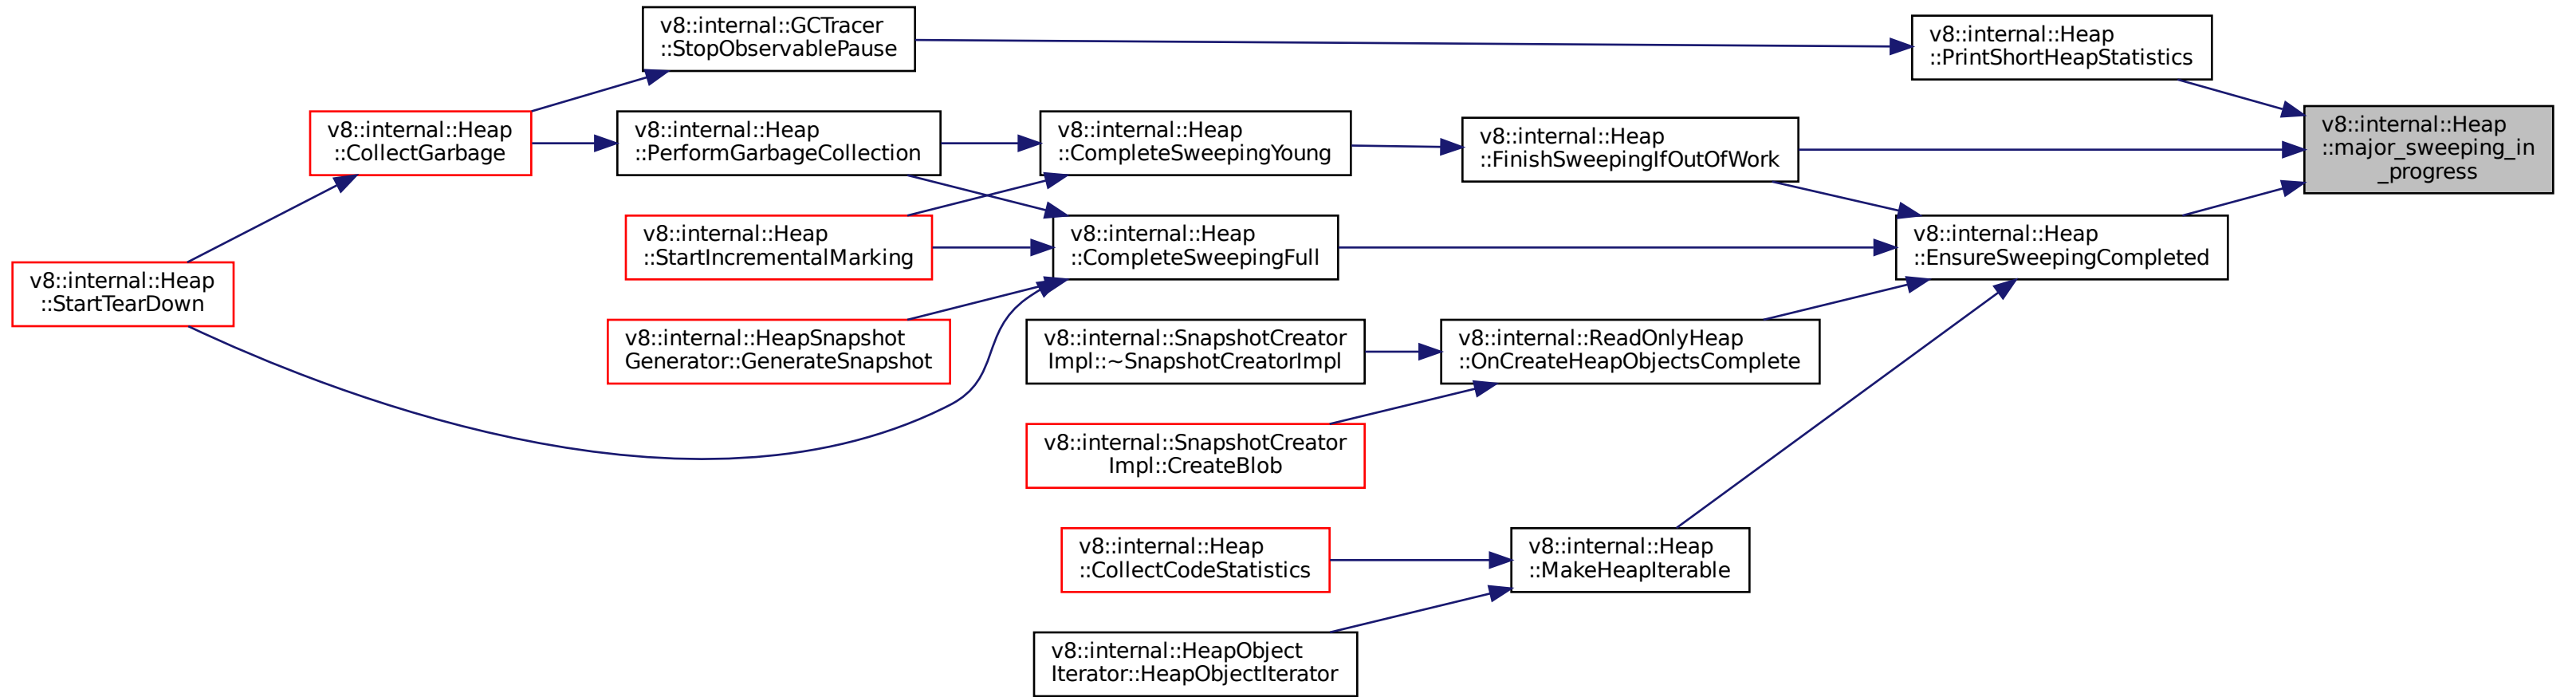 v8::internal::GCTracer
::StopObservablePause
v8::internal::Heap
::PrintShortHeapStatistics
v8::internal::Heap
::CollectGarbage
v8::internal::Heap
::PerformGarbageCollection
v8::internal::Heap
::CompleteSweepingYoung
v8::internal::Heap
::FinishSweepingIfOutOfWork
v8::internal::Heap
::major_sweeping_in
_progress
v8::internal::Heap
::StartTearDown
v8::internal::Heap
::StartIncrementalMarking
v8::internal::Heap
::CompleteSweepingFull
v8::internal::Heap
::EnsureSweepingCompleted
v8::internal::HeapSnapshot
Generator::GenerateSnapshot
v8::internal::SnapshotCreator
Impl::~SnapshotCreatorImpl
v8::internal::ReadOnlyHeap
::OnCreateHeapObjectsComplete
v8::internal::SnapshotCreator
Impl::CreateBlob
v8::internal::Heap
::CollectCodeStatistics
v8::internal::Heap
::MakeHeapIterable
v8::internal::HeapObject
Iterator::HeapObjectIterator